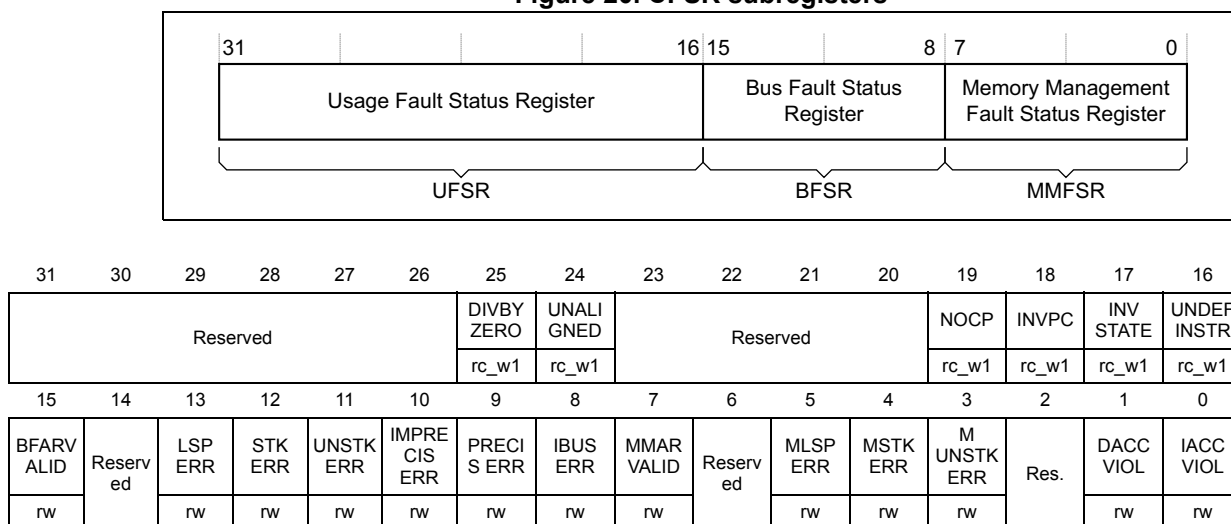 Figure 20. CFSR subregisters
31 16 15 8 7 0
Usage Fault Status Register
Bus Fault Status
Register
Memory Management
Fault Status Register
UFSR BFSR MMFSR
31 30 29 28 27 26 25 24 23 22 21 20 19 18 17 16
Reserved
DIVBY
ZERO
UNALI
GNED
Reserved
NOCP
INVPC
INV
STATE
UNDEF
INSTR
rc_w1 rc_w1 rc_w1 rc_w1 rc_w1 rc_w1
15 14 13 12 11 10 9 8 7 6 5 4 3 2 1 0
BFARV
ALID
Reserv
ed
LSP
ERR
STK
ERR
UNSTK
ERR
IMPRE
CIS
ERR
PRECI
S ERR
IBUS
ERR
MMAR
VALID
Reserv
ed
MLSP
ERR
MSTK
ERR
M
UNSTK
ERR
Res.
DACC
VIOL
IACC
VIOL
rw rw rw rw rw rw rw rw rw rw rw rw rw